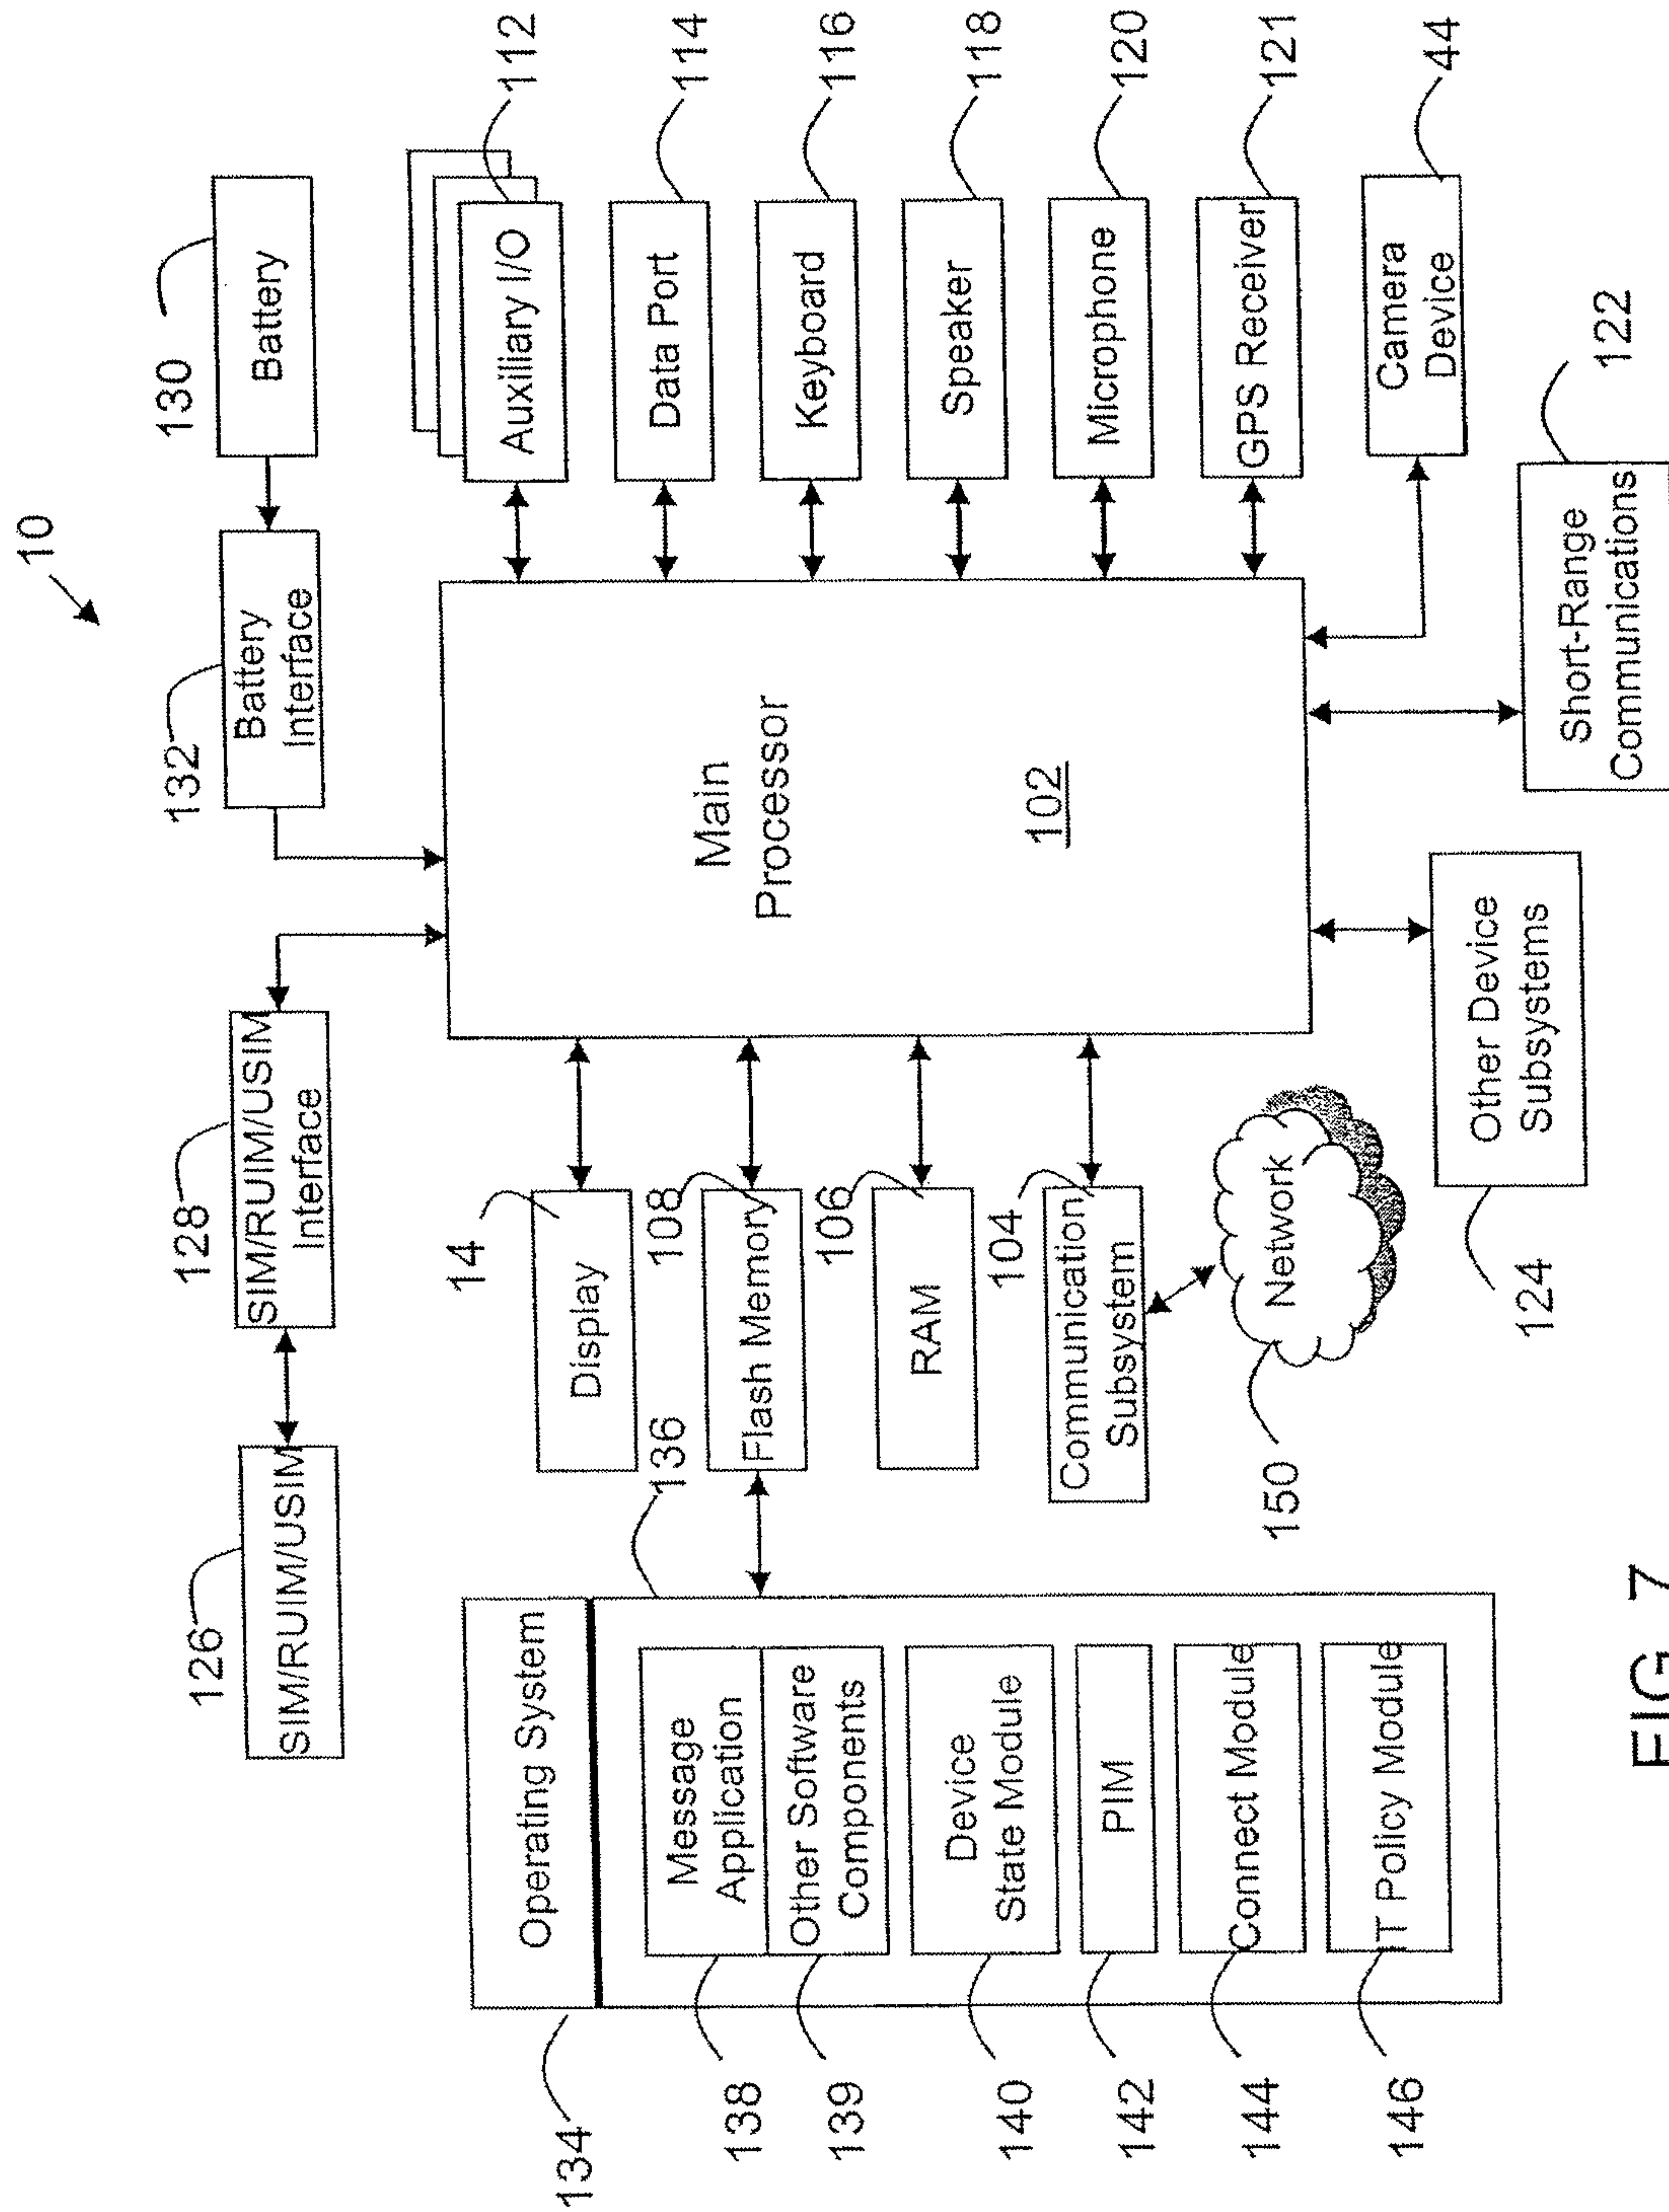 10
130
Battery
132
Battery
Interface
128
SIM/RUIM/USIM
Interface
126
SIM/RUIM/USIM
134
Operating System
136
138
Message
Application
139
Other Software
Components
140
Device
State Module
142
PIM
144
Connect Module
146
IT Policy Module
14
Display
108
Flash Memory
106
RAM
104
Communication
Subsystem
150
Network
Main
Processor
102
Auxiliary I/O
112
Data Port
114
Keyboard
116
Speaker
118
Microphone
120
GPS Receiver
121
Camera
Device
44
Short-Range
Communications
122
Other Device
Subsystems
124
FIG. 7